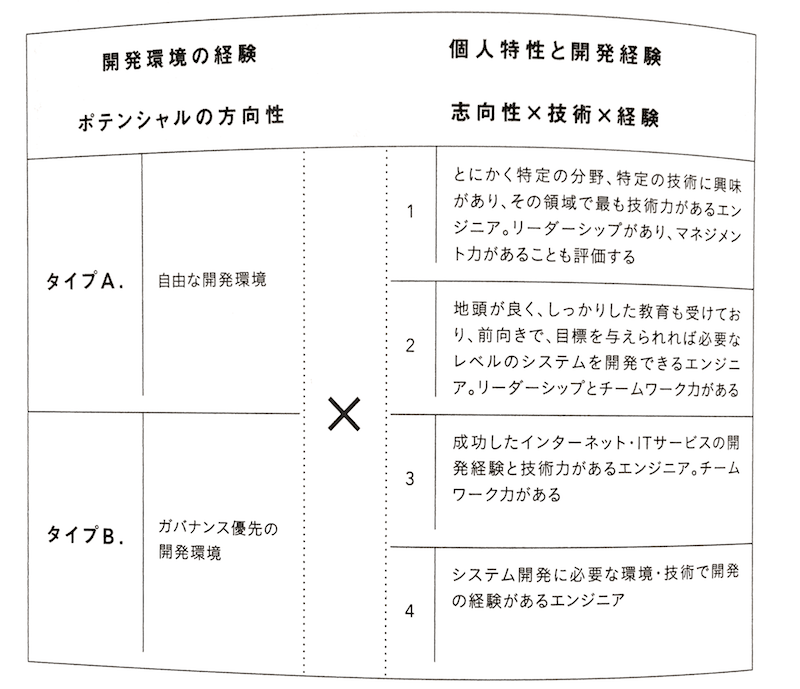 開発環境の経験
ポテンシャルの方向性
個人特性と開発経験
志向性×技術×経験
タイプA.
自由な開発環境
タイプB.
ガバナンス優先の
開発環境
×
1
とにかく特定の分野、特定の技術に興味
があり、その領域で最も技術力があるエン
ジニア。リーダーシップがあり、マネジメン
ト力があることも評価する
2
地頭が良く、しっかりした教育も受けてお
り、前向きで、目標を与えられれば必要な
レベルのシステムを開発できるエンジニ
ア。リーダーシップとチームワーク力がある
3
成功したインターネット・ITサービスの開
発経験と技術力があるエンジニア。チーム
ワーク力がある
4
システム開発に必要な環境・技術で開発
の経験があるエンジニア